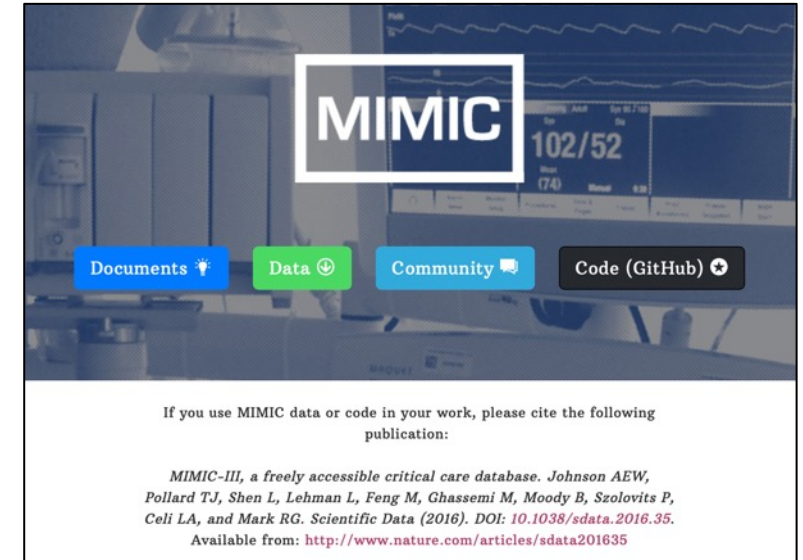 MIMIC
102/52
(74)
Documents
Data
Community
Code (GitHub)
If you use MIMIC data or code in your work, please cite the following
publication:
MIMIC-III, a freely accessible critical care database. Johnson AEW,
Pollard TJ, Shen L, Lehman L, Feng M, Ghassemi M, Moody B, Szolovits P,
Celi LA, and Mark RG. Scientific Data (2016). DOI: 10.1038/sdata.2016.35.
Available from: http://www.nature.com/articles/sdata201635